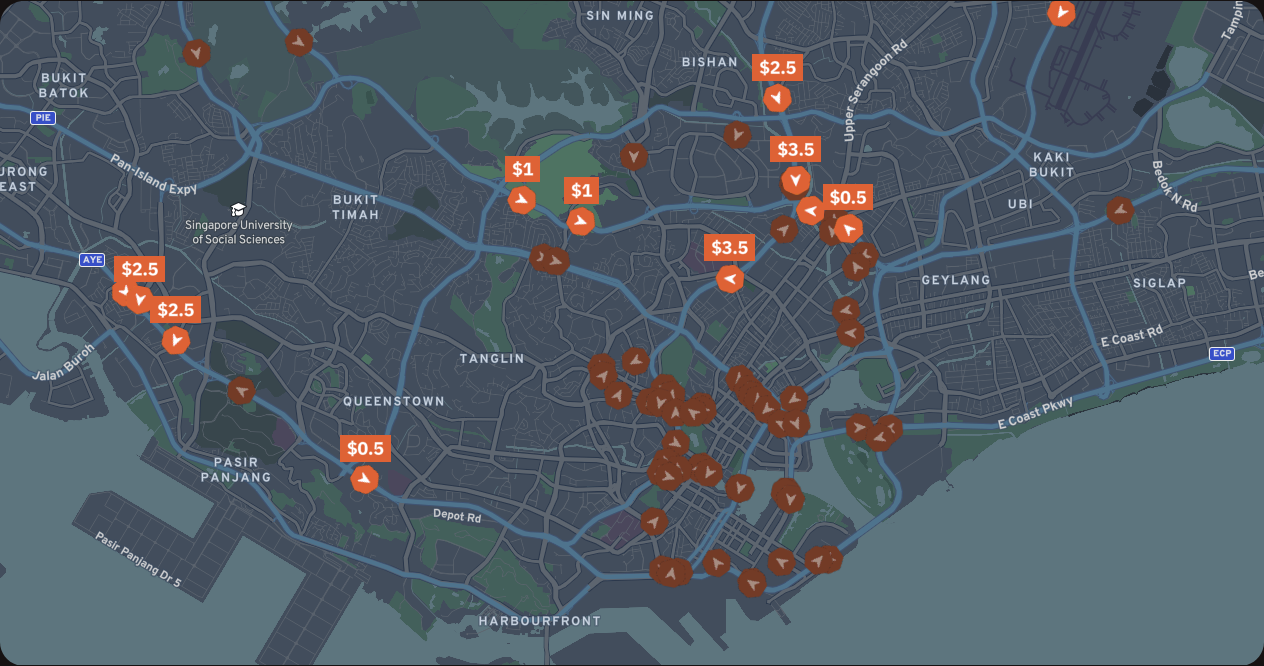 SIN MING
BISHAN
$2.5
BUKIT
BATOK
PIE
Upper Serangoon Rd
Pan-Island Expy
$3.5
$1
$1
$0.5
KAKI
BUKIT
Bedok N Rd
UBI
EAST
BUKIT
TIMAH
Singapore University
of Social Sciences
AYE
$2.5
$2.5
$3.5
GEYLANG
SIGLAP
E Coast Rd
ECP
Jalan Buroh
TANGLIN
QUEENSTOWN
E Coast Pkwy
$0.5
PASIR
PANJANG
Depot Rd
Pasir Panjang Dr 5
HARBOURFRONT